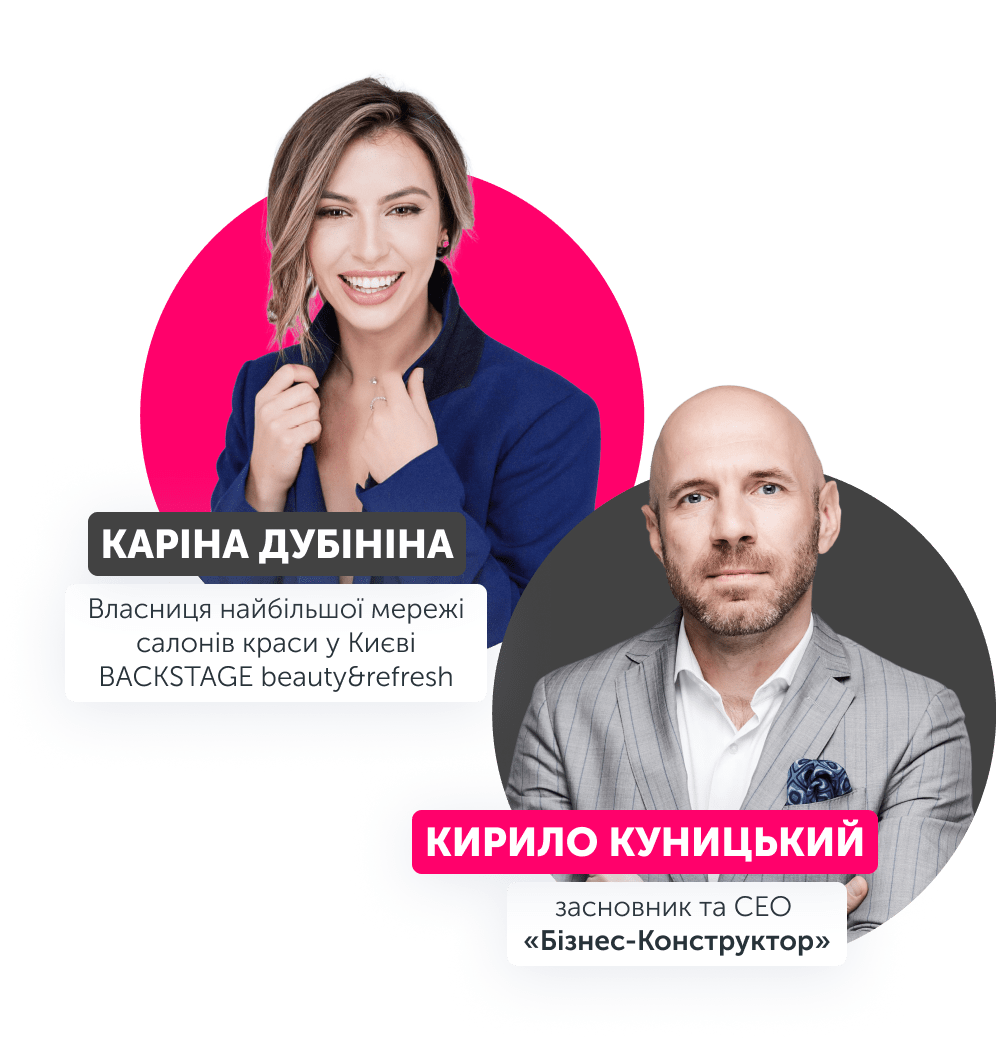 КАРІНА ДУБІНІНА
Власниця найбільшої мережі
салонів краси у Києві
BACKSTAGE beauty&refresh
КИРИЛО КУНИЦЬКИЙ
засновник та CEO
«Бізнес-Конструктор»